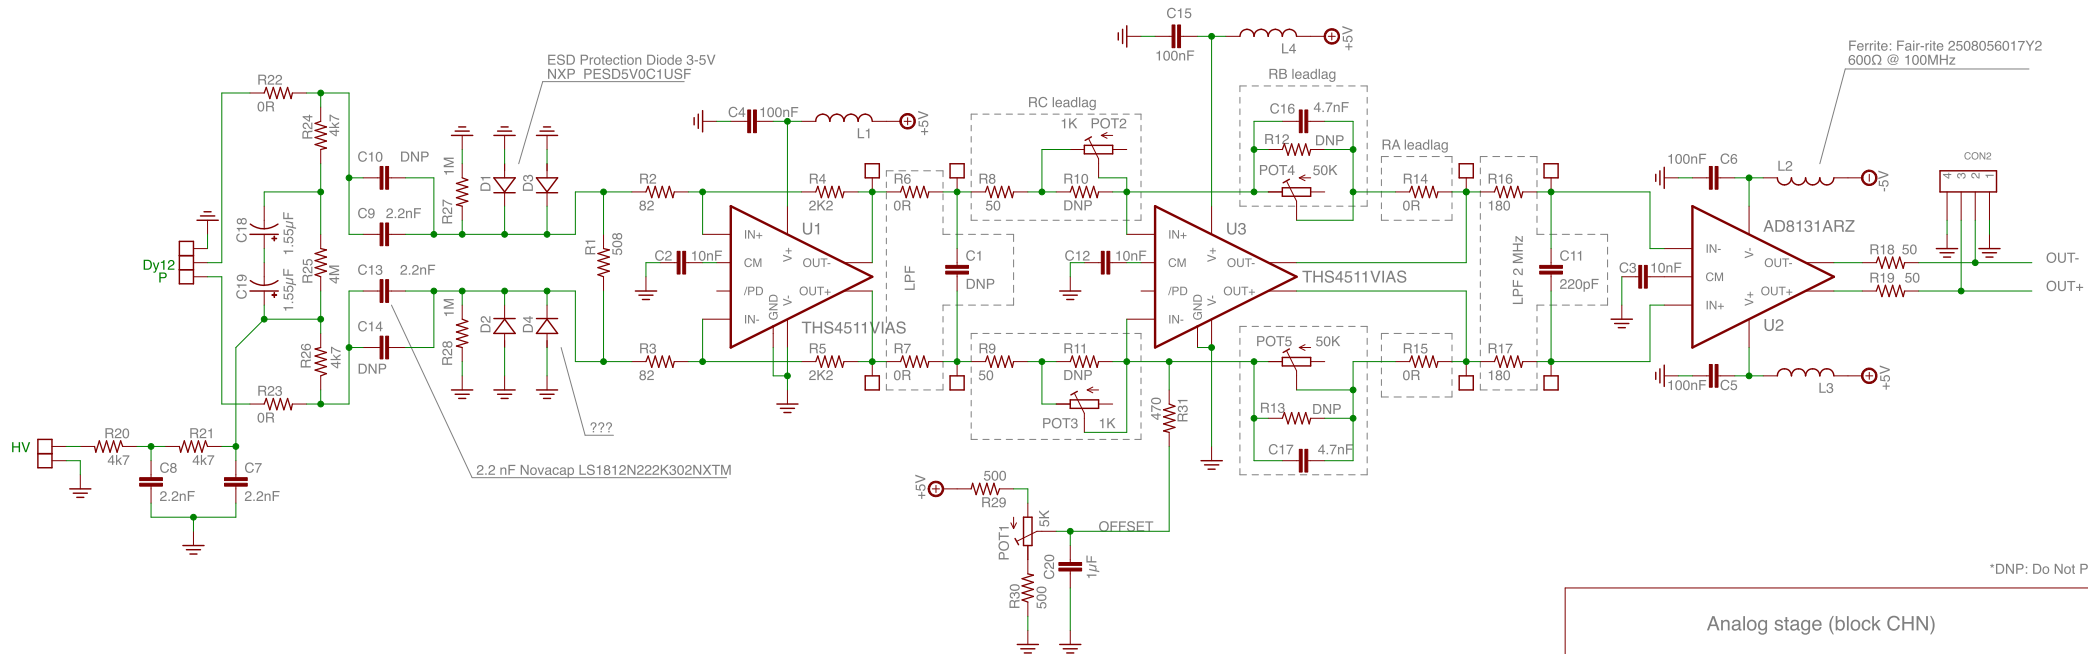 ESD Protection Diode 3-5V
NXP PESD5V0C1USF
C15
100nF
L4
+5V
Ferrite: Fair-rite 2508056017Y2
600Ω @ 100MHz
R22
0R
R24
4k7
C10 DNP
C9 2.2nF
1M
R27
D1
D3
C4 100nF
L1
+5V
RC leadlag
1K POT2
RB leadlag
C16 4.7nF
R12 DNP
POT4 50K
RA leadlag
100nF C6
L2
-5V
CON2
4 3 2 1
R2
82
R4
2K2
R6
0R
R8
50
R10
DNP
R14
0R
R16
180
C18
1.55µF
C19
1.55µF
R25
4M
Dy12
P
R1
508
C2 10nF
IN+
CM
/PD
IN-
U1
V+
OUT-
OUT+
GND
V-
THS4511VIAS
LPF
C1
DNP
C12 10nF
IN+
CM
/PD
IN-
U3
V+
OUT-
OUT+
GND
V-
THS4511VIAS
LPF 2 MHz
C11
220pF
C3 10nF
IN-
CM
IN+
AD8131ARZ
V-
OUT-
OUT+
V+
U2
R18 50
R19 50
OUT-
OUT+
C13 2.2nF
C14
DNP
1M
R28
D2
D4
R26
4k7
R23
0R
R3
82
R5
2K2
R7
0R
R9
50
R11
DNP
POT3 1K
470
R31
POT5 50K
R13 DNP
C17 4.7nF
R15
0R
R17
180
100nF C5
L3
+5V
???
2.2 nF Novacap LS1812N222K302NXTM
HV
R20
4k7
R21
4k7
C8
2.2nF
C7
2.2nF
+5V
500
R29
5K
POT1
OFFSET
C20
1µF
R30
500
*DNP: Do Not P
Analog stage (block CHN)